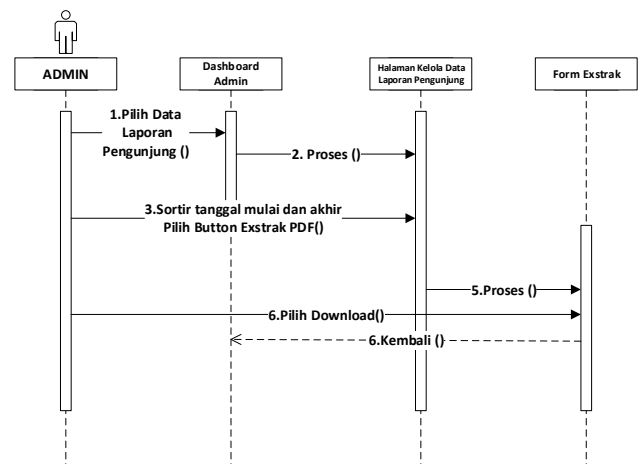 ADMIN
Dashboard
Admin
Halaman Kelola Data
Laporan Pengunjung
Form Exstrak
1.Pilih Data
Laporan
Pengunjung ()
2. Proses ()
3.Sortir tanggal mulai dan akhir
Pilih Button Exstrak PDF()
5.Proses ()
6.Pilih Download()
6.Kembali ()